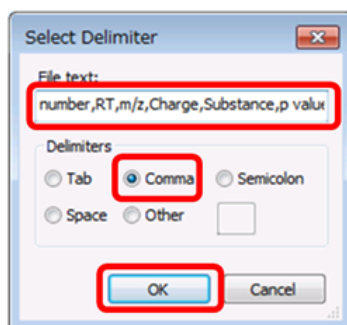 Select Delimiter
File text:
number,RT,m/z,Charge,Substance,p value
Delimiters
Tab Comma Semicolon
Space Other
OK Cancel